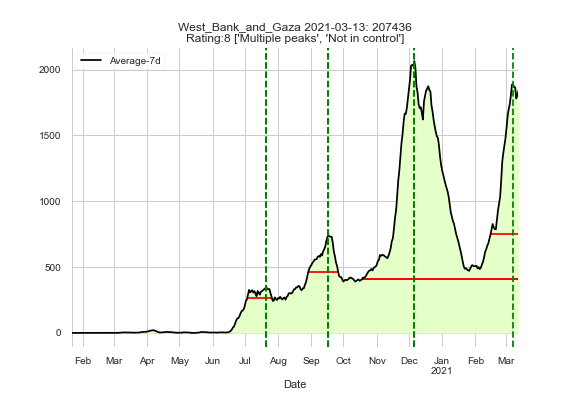 West_Bank_and_Gaza 2021-03-13: 207436
Rating:8 ['Multiple peaks', 'Not in control']
Average-7d
2000
1500
1000
500
0
Feb Mar Apr May Jun Jul Aug Sep Oct Nov Dec Jan Feb Mar
2021
Date